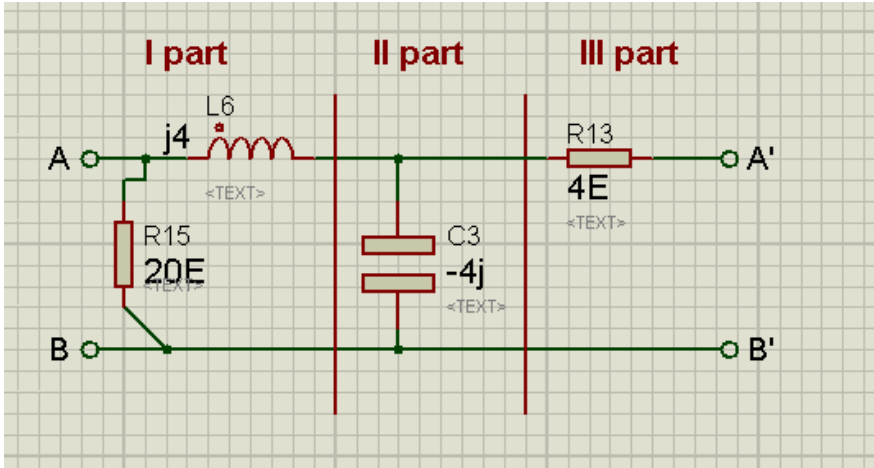 I part II part III part
L6
j4
R13
A A'
<TEXT>
4E
<TEXT>
R15 C3
20E -4j
<TEXT>
<TEXT>
B B'